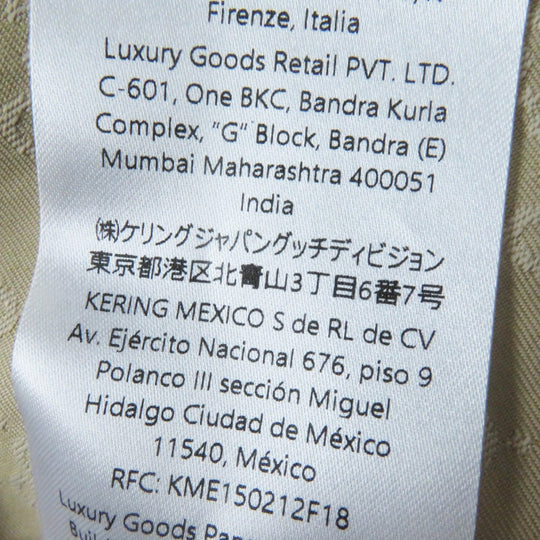 Firenze, Italia
Luxury Goods Retail PVT. LTD.
C-601, One BKC, Bandra Kurla
Complex, "G" Block, Bandra (E)
Mumbai Maharashtra 400051
India
㈱ケリングジャパングッチディビジョン
東京都港区北青山3丁目6番7号
KERING MEXICO S de RL de CV
Av. Ejército Nacional 676, piso 9
Polanco III sección Miguel
Hidalgo Ciudad de México
11540, México
RFC: KME150212F18
Luxury Goods